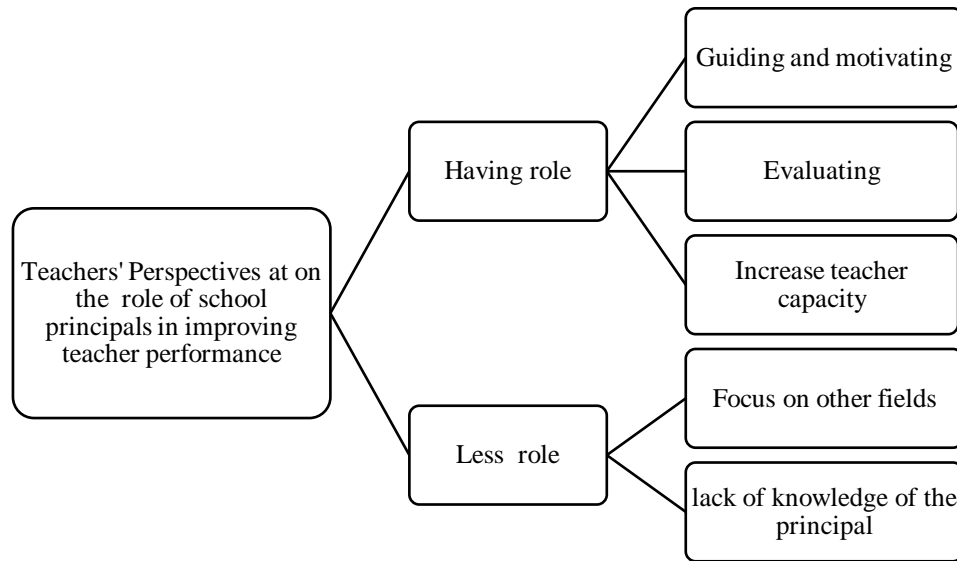 Teachers' Perspectives at on
the role of school
principals in improving
teacher performance
Having role
Guiding and motivating
Evaluating
Increase teacher
capacity
Less role
Focus on other fields
lack of knowledge of the
principal